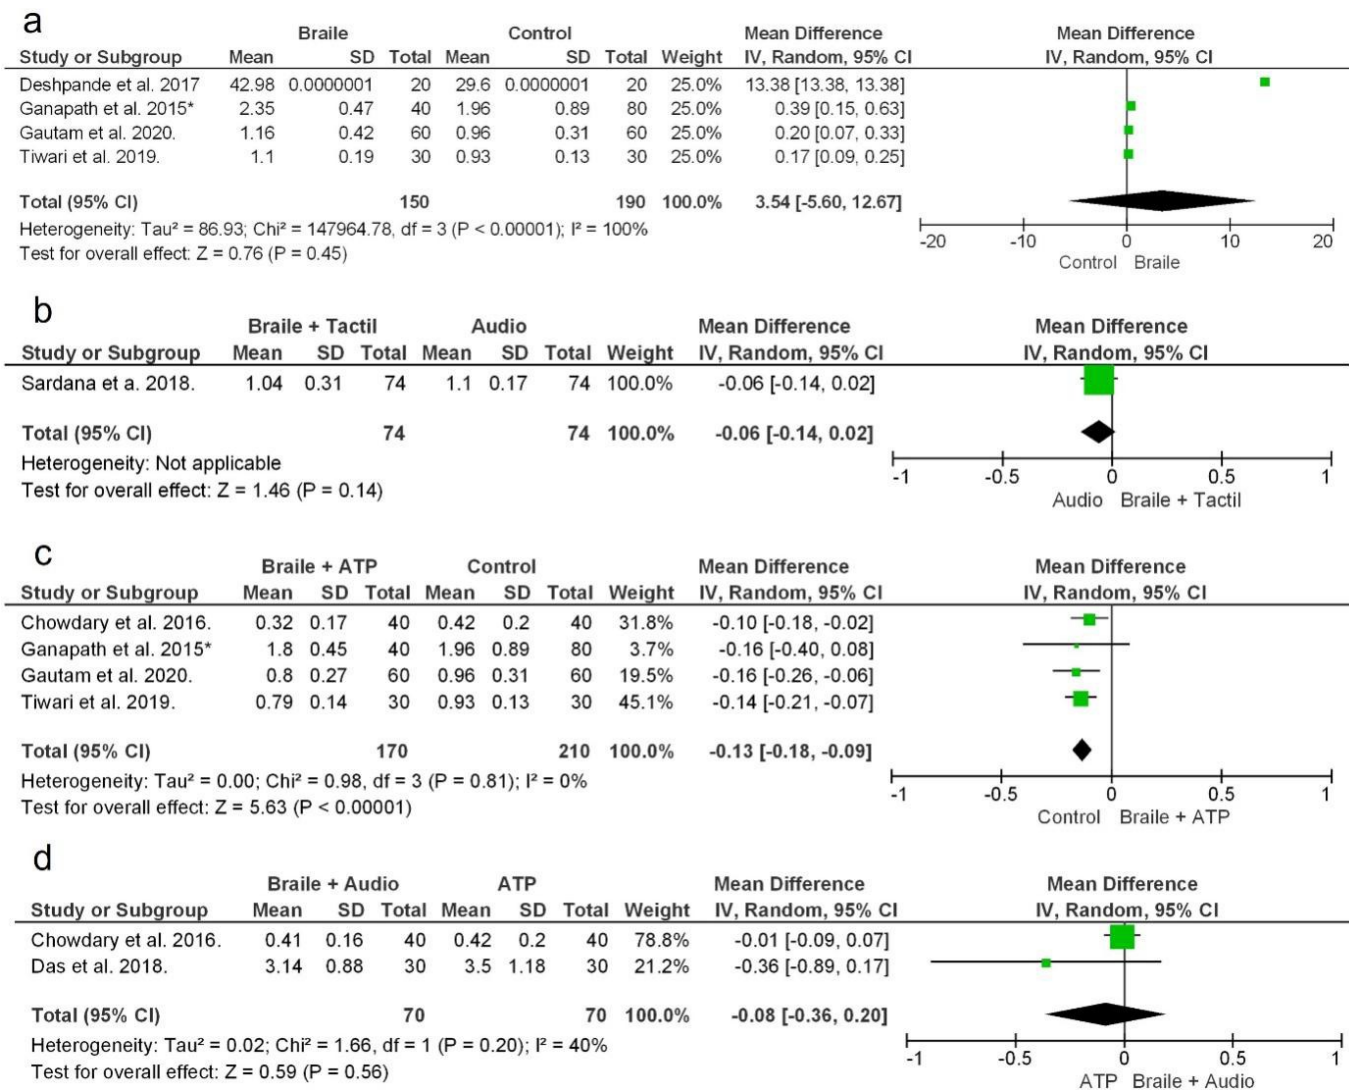 a
Braile Control Mean Difference Mean Difference
Study or Subgroup Mean SD Total Mean SD Total Weight IV, Random, 95% CI IV, Random, 95% CI
Deshpande et al. 2017 42.98 0.0000001 20 29.6 0.0000001 20 25.0% 13.38 [13.38, 13.38]
Ganapath et al. 2015* 2.35 0.47 40 1.96 0.89 80 25.0% 0.39 [0.15, 0.63]
Gautam et al. 2020. 1.16 0.42 60 0.96 0.31 60 25.0% 0.20 [0.07, 0.33]
Tiwari et al. 2019. 1.1 0.19 30 0.93 0.13 30 25.0% 0.17 [0.09, 0.25]
Total (95% CI) 150 190 100.0% 3.54 [-5.60, 12.67]
Heterogeneity: Tau² = 86.93; Chi² = 147964.78, df = 3 (P < 0.00001); I² = 100%
Test for overall effect: Z = 0.76 (P = 0.45)
-20 -10 0 10 20
Control Braile
b
Braile + Tactil Audio Mean Difference Mean Difference
Study or Subgroup Mean SD Total Mean SD Total Weight IV, Random, 95% CI IV, Random, 95% CI
Sardana et a. 2018. 1.04 0.31 74 1.1 0.17 74 100.0% -0.06 [-0.14, 0.02]
Total (95% CI) 74 74 100.0% -0.06 [-0.14, 0.02]
Heterogeneity: Not applicable
Test for overall effect: Z = 1.46 (P = 0.14)
-1 -0.5 0 0.5 1
Audio Braile + Tactil
c
Braile + ATP Control Mean Difference Mean Difference
Study or Subgroup Mean SD Total Mean SD Total Weight IV, Random, 95% CI IV, Random, 95% CI
Chowdary et al. 2016. 0.32 0.17 40 0.42 0.2 40 31.8% -0.10 [-0.18, -0.02]
Ganapath et al. 2015* 1.8 0.45 40 1.96 0.89 80 3.7% -0.16 [-0.40, 0.08]
Gautam et al. 2020. 0.8 0.27 60 0.96 0.31 60 19.5% -0.16 [-0.26, -0.06]
Tiwari et al. 2019. 0.79 0.14 30 0.93 0.13 30 45.1% -0.14 [-0.21, -0.07]
Total (95% CI) 170 210 100.0% -0.13 [-0.18, -0.09]
Heterogeneity: Tau² = 0.00; Chi² = 0.98, df = 3 (P = 0.81); I² = 0%
Test for overall effect: Z = 5.63 (P < 0.00001)
-1 -0.5 0 0.5 1
Control Braile + ATP
d
Braile + Audio ATP Mean Difference Mean Difference
Study or Subgroup Mean SD Total Mean SD Total Weight IV, Random, 95% CI IV, Random, 95% CI
Chowdary et al. 2016. 0.41 0.16 40 0.42 0.2 40 78.8% -0.01 [-0.09, 0.07]
Das et al. 2018. 3.14 0.88 30 3.5 1.18 30 21.2% -0.36 [-0.89, 0.17]
Total (95% CI) 70 70 100.0% -0.08 [-0.36, 0.20]
Heterogeneity: Tau² = 0.02; Chi² = 1.66, df = 1 (P = 0.20); I² = 40%
Test for overall effect: Z = 0.59 (P = 0.56)
-1 -0.5 0 0.5 1
ATP Braile + Audio